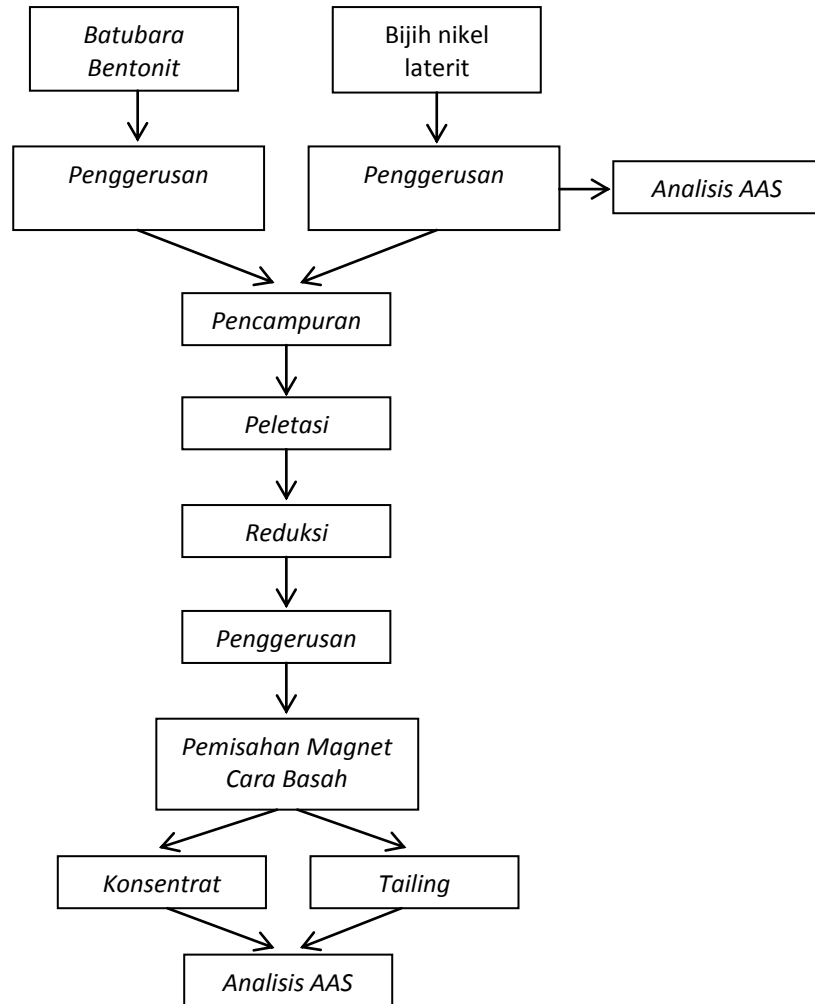 Batubara
Bentonit
Bijih nikel
laterit
Penggerusan
Penggerusan
Analisis AAS
Pencampuran
Peletasi
Reduksi
Penggerusan
Pemisahan Magnet
Cara Basah
Konsentrat
Tailing
Analisis AAS